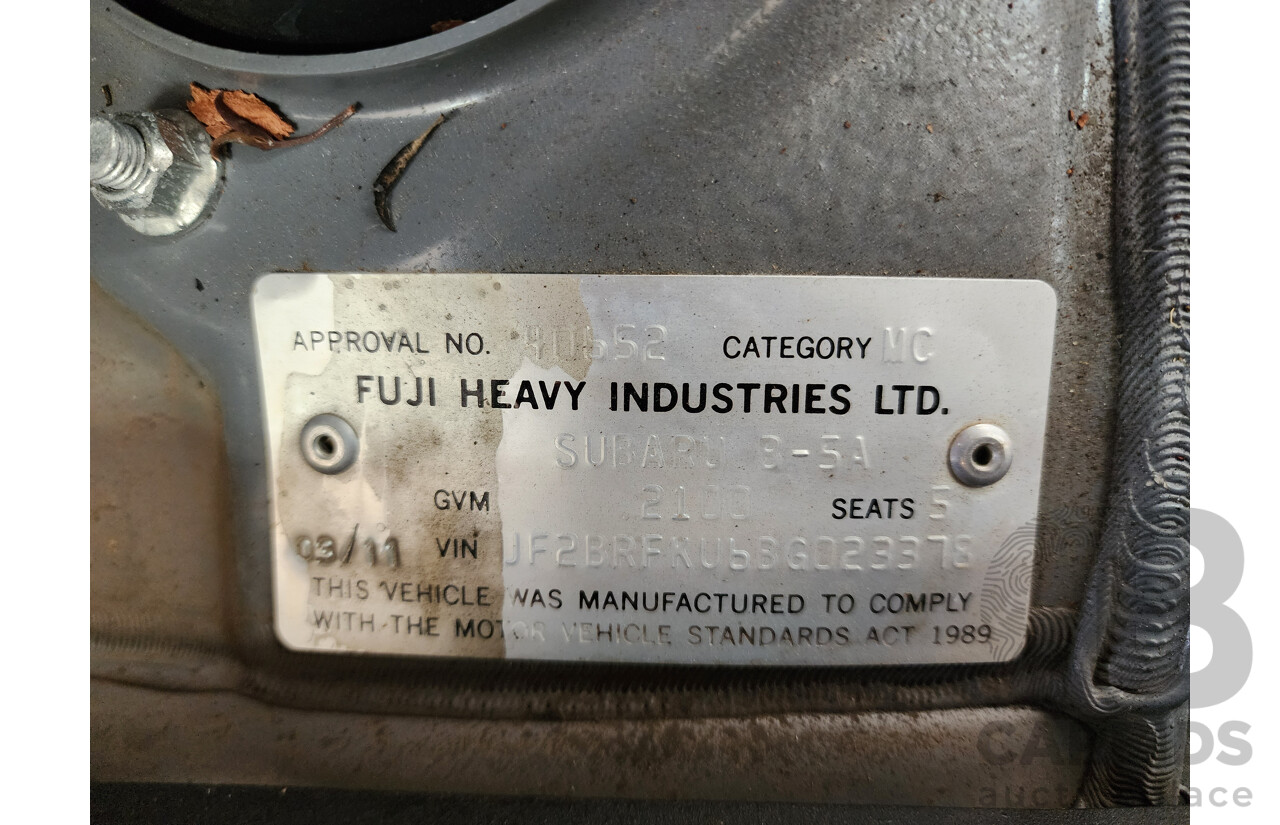 APPROVAL NO. 40652 CATEGORY MC
FUJI HEAVY INDUSTRIES LTD.
SUBARU B-5A
GVM 2100 SEATS 5
03/11 VIN
THIS VEHICLE WAS MANUFACTURED TO COMPLY
WITH THE MOTOR VEHICLE STANDARDS ACT 1989